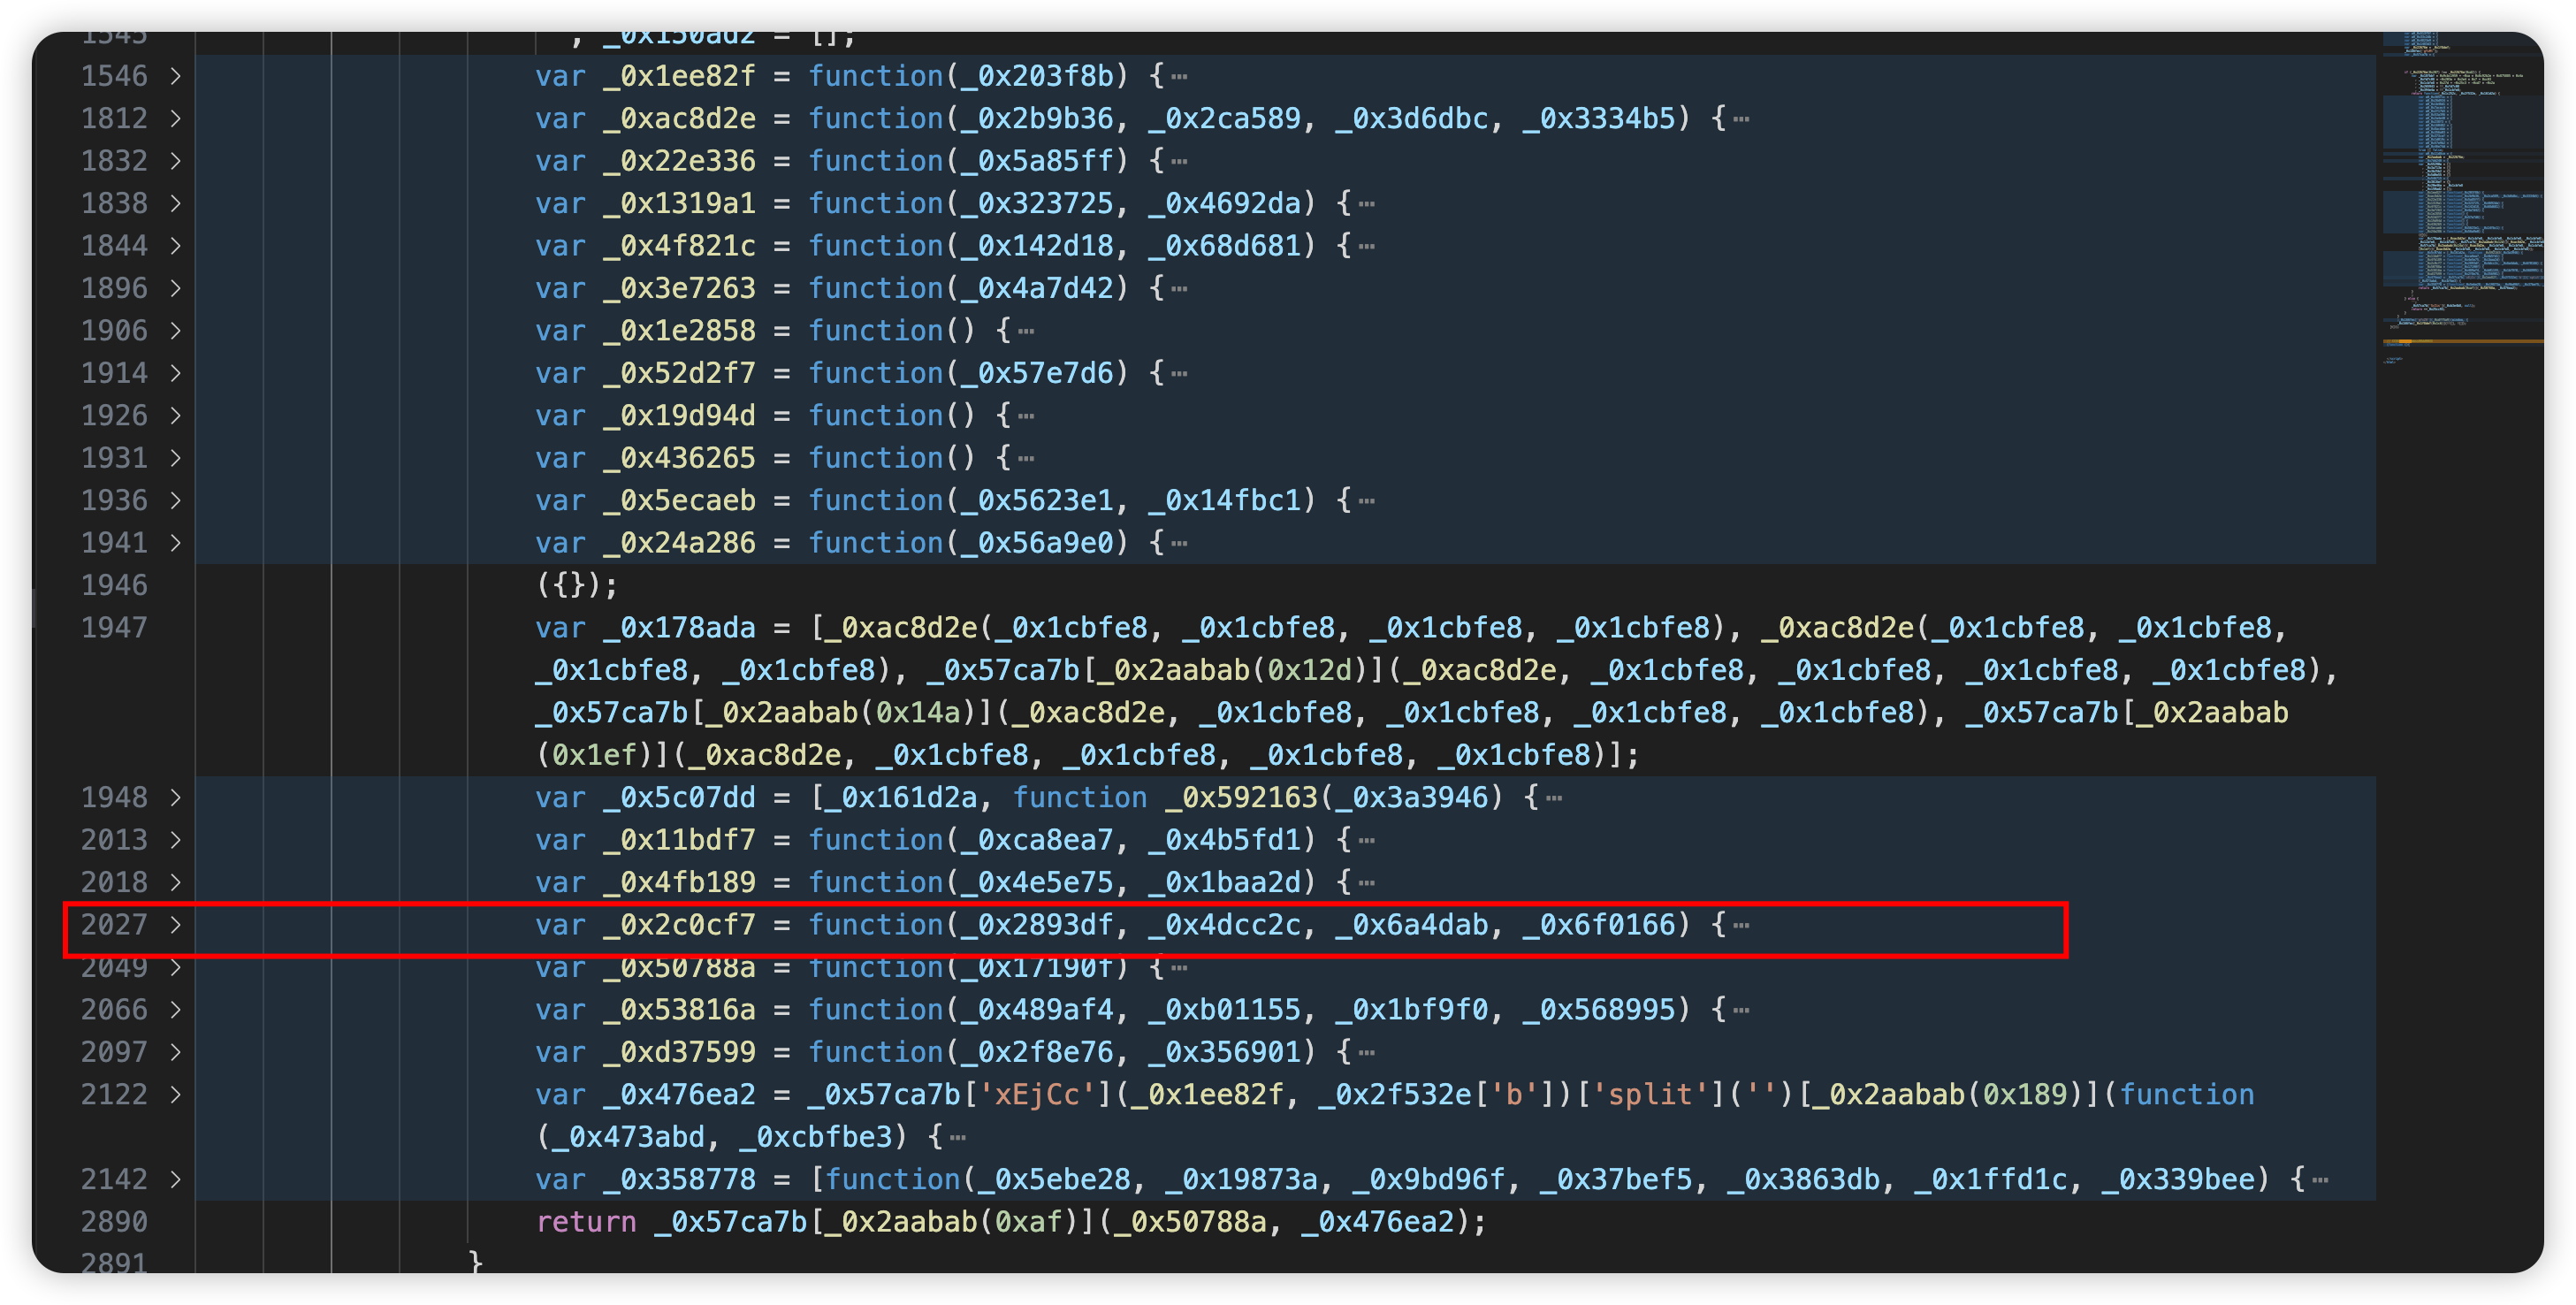 1545 , _0x150ad2 = [];
1546 var _0x1ee82f = function(_0x203f8b) {⋯
1812 var _0xac8d2e = function(_0x2b9b36, _0x2ca589, _0x3d6dbc, _0x3334b5) {⋯
1832 var _0x22e336 = function(_0x5a85ff) {⋯
1838 var _0x1319a1 = function(_0x323725, _0x4692da) {⋯
1844 var _0x4f821c = function(_0x142d18, _0x68d681) {⋯
1896 var _0x3e7263 = function(_0x4a7d42) {⋯
1906 var _0x1e2858 = function() {⋯
1914 var _0x52d2f7 = function(_0x57e7d6) {⋯
1926 var _0x19d94d = function() {⋯
1931 var _0x436265 = function() {⋯
1936 var _0x5ecaeb = function(_0x5623e1, _0x14fbc1) {⋯
1941 var _0x24a286 = function(_0x56a9e0) {⋯
1946 ({});
1947 var _0x178ada = [_0xac8d2e(_0x1cbfe8, _0x1cbfe8, _0x1cbfe8, _0x1cbfe8), _0xac8d2e(_0x1cbfe8, _0x1cbfe8,
_0x1cbfe8, _0x1cbfe8), _0x57ca7b[_0x2aabab(0x12d)](_0xac8d2e, _0x1cbfe8, _0x1cbfe8, _0x1cbfe8, _0x1cbfe8),
_0x57ca7b[_0x2aabab(0x14a)](_0xac8d2e, _0x1cbfe8, _0x1cbfe8, _0x1cbfe8, _0x1cbfe8), _0x57ca7b[_0x2aabab
(0x1ef)](_0xac8d2e, _0x1cbfe8, _0x1cbfe8, _0x1cbfe8, _0x1cbfe8)];
1948 var _0x5c07dd = [_0x161d2a, function _0x592163(_0x3a3946) {⋯
2013 var _0x11bdf7 = function(_0xca8ea7, _0x4b5fd1) {⋯
2018 var _0x4fb189 = function(_0x4e5e75, _0x1baa2d) {⋯
2027 var _0x2c0cf7 = function(_0x2893df, _0x4dcc2c, _0x6a4dab, _0x6f0166) {⋯
2049 var _0x50788a = function(_0x17190f) {⋯
2066 var _0x53816a = function(_0x489af4, _0xb01155, _0x1bf9f0, _0x568995) {⋯
2097 var _0xd37599 = function(_0x2f8e76, _0x356901) {⋯
2122 var _0x476ea2 = _0x57ca7b['xEjCc'](_0x1ee82f, _0x2f532e['b'])['split']('')[_0x2aabab(0x189)](function
(_0x473abd, _0xcbfbe3) {⋯
2142 var _0x358778 = [function(_0x5ebe28, _0x19873a, _0x9bd96f, _0x37bef5, _0x3863db, _0x1ffd1c, _0x339bee) {⋯
2890 return _0x57ca7b[_0x2aabab(0xaf)](_0x50788a, _0x476ea2);
2891 }